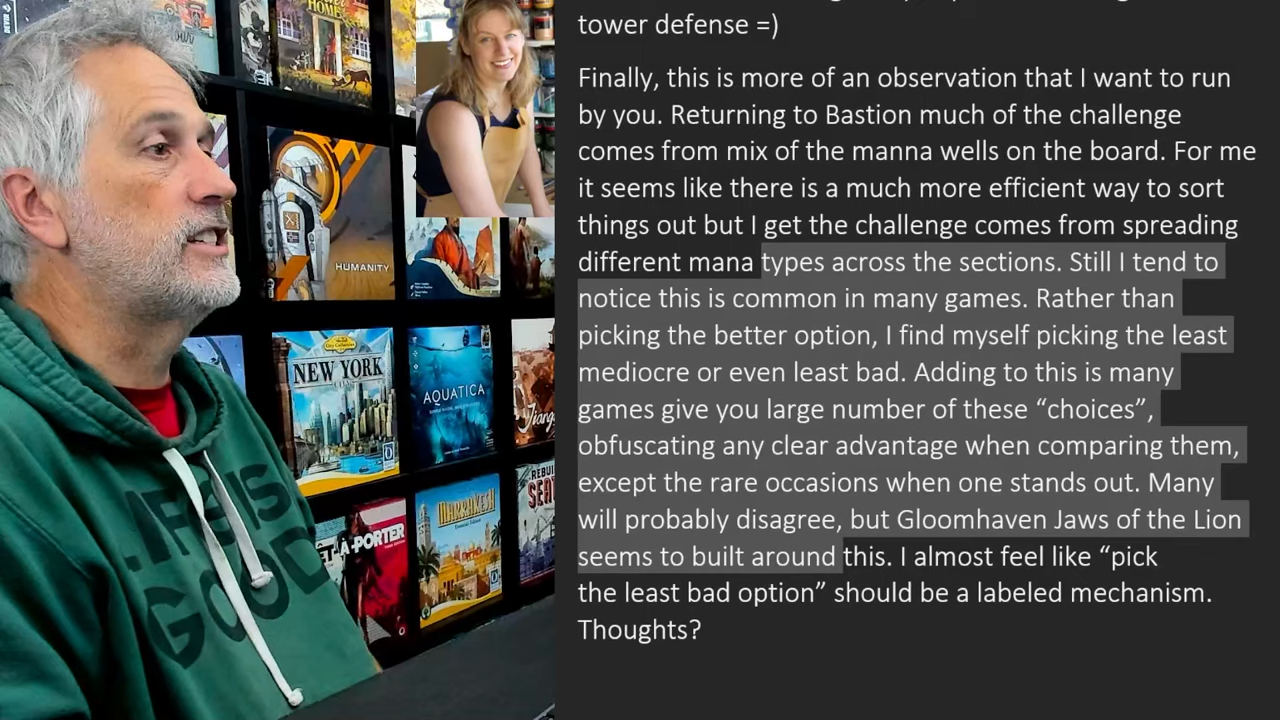 HOME
HUMANITY
NEW YORK
AQUATICA
MARRAKESH
LIFE IS
GOOD
tower defense =)
Finally, this is more of an observation that I want to run
by you. Returning to Bastion much of the challenge
comes from mix of the manna wells on the board. For me
it seems like there is a much more efficient way to sort
things out but I get the challenge comes from spreading
different mana types across the sections. Still I tend to
notice this is common in many games. Rather than
picking the better option, I find myself picking the least
mediocre or even least bad. Adding to this is many
games give you large number of these “choices”,
obfuscating any clear advantage when comparing them,
except the rare occasions when one stands out. Many
will probably disagree, but Gloomhaven Jaws of the Lion
seems to built around this. I almost feel like “pick
the least bad option” should be a labeled mechanism.
Thoughts?